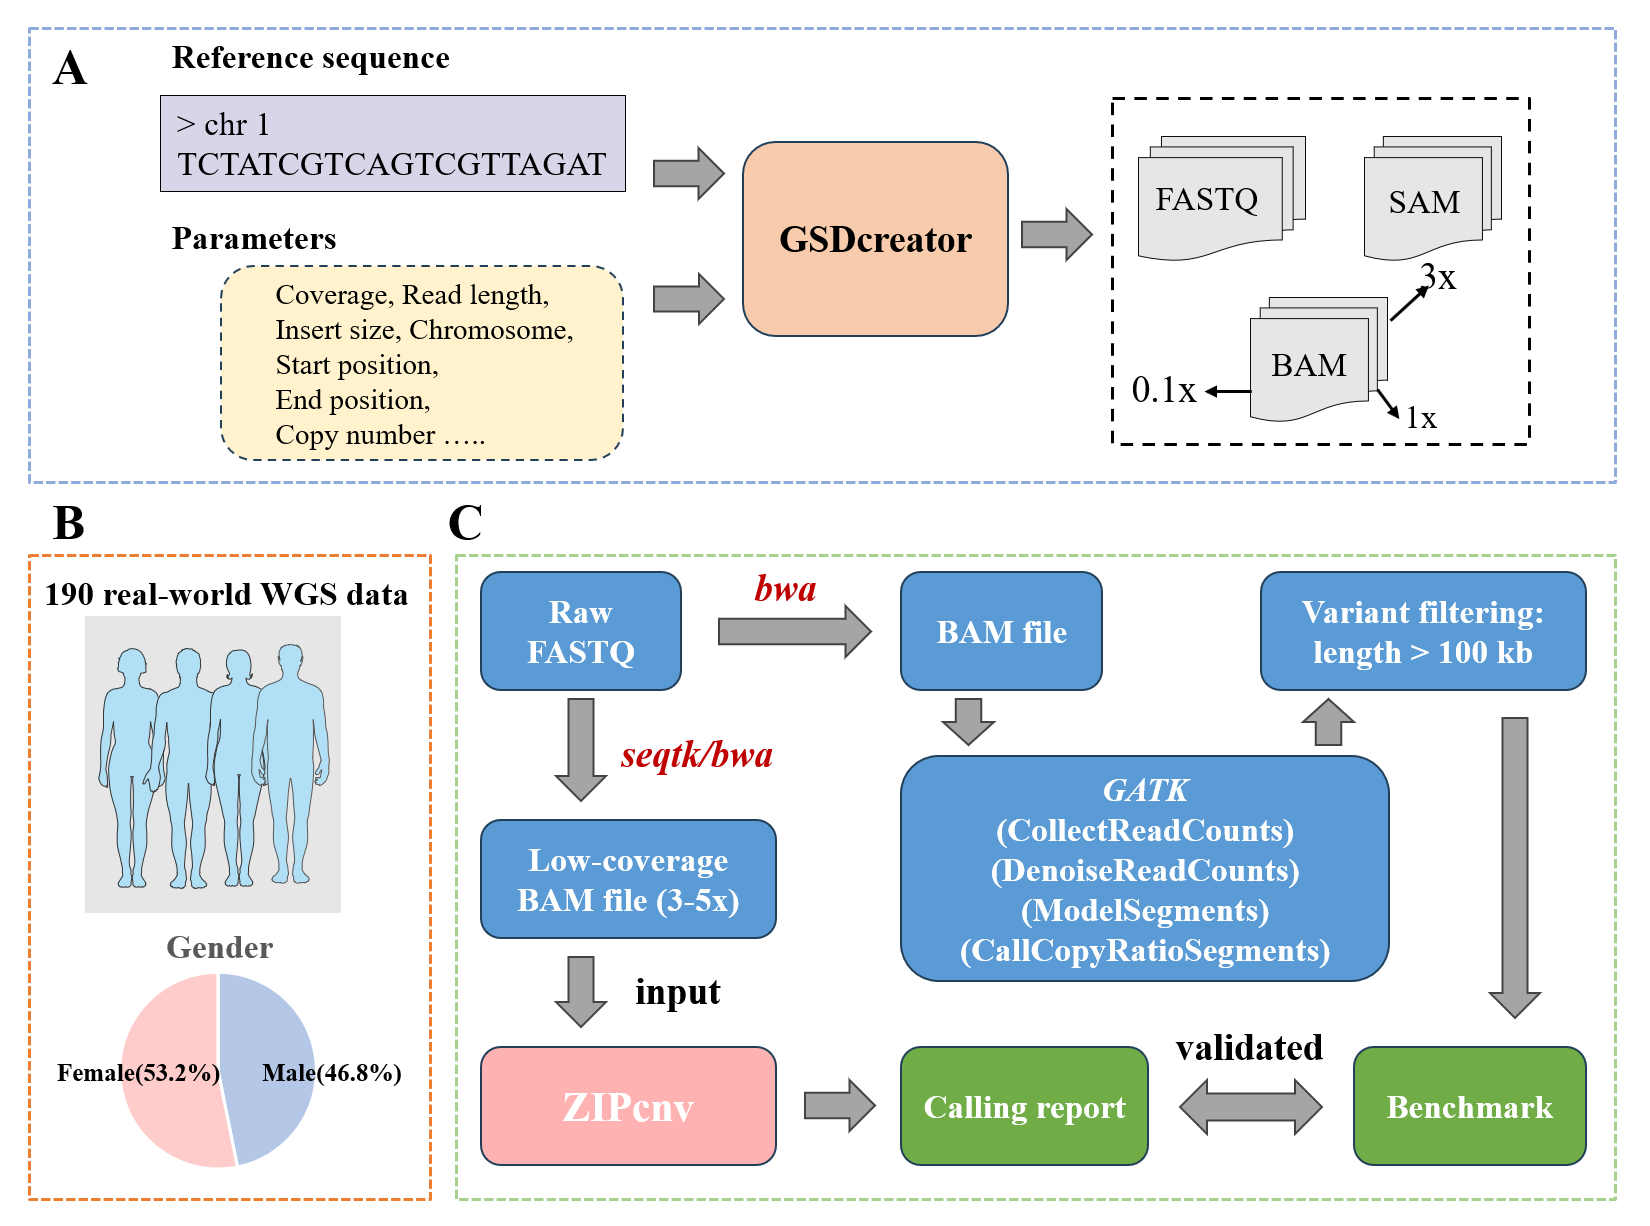 A
Reference sequence
> chr 1
TCTATCGTCAGTCGTTAGAT
Parameters
Coverage, Read length,
Insert size, Chromosome,
Start position,
End position,
Copy number …..
GSDcreator
FASTQ
SAM
BAM
3x
0.1x
1x
B
190 real-world WGS data
Gender
Female(53.2%)
Male(46.8%)
C
Raw
FASTQ
bwa
BAM file
Variant filtering:
length > 100 kb
seqtk/bwa
GATK
(CollectReadCounts)
(DenoiseReadCounts)
(ModelSegments)
(CallCopyRatioSegments)
Low-coverage
BAM file (3-5x)
input
ZIPcnv
Calling report
validated
Benchmark